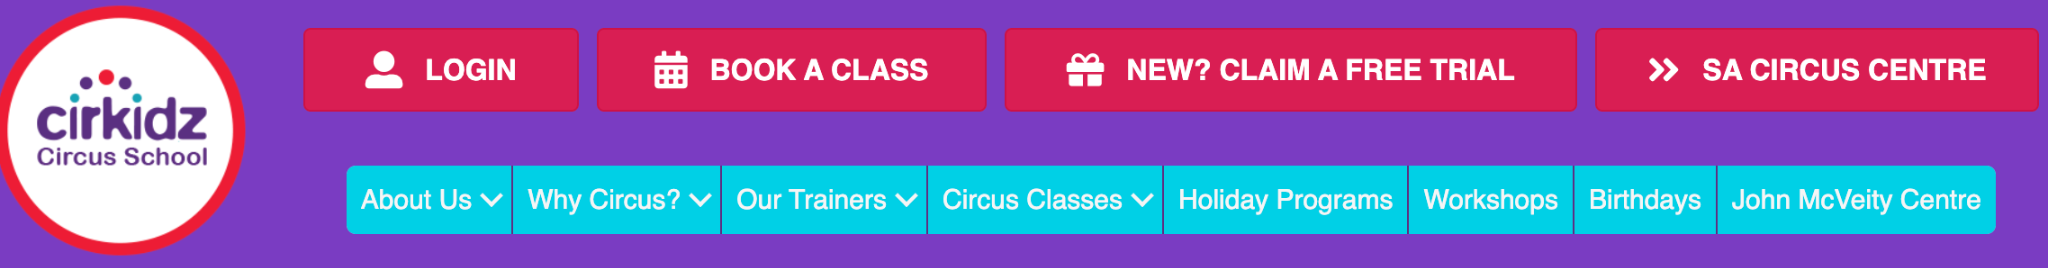 cirkidz
Circus School
LOGIN
BOOK A CLASS
NEW? CLAIM A FREE TRIAL
SA CIRCUS CENTRE
About Us
Why Circus?
Our Trainers
Circus Classes
Holiday Programs
Workshops
Birthdays
John McVeity Centre